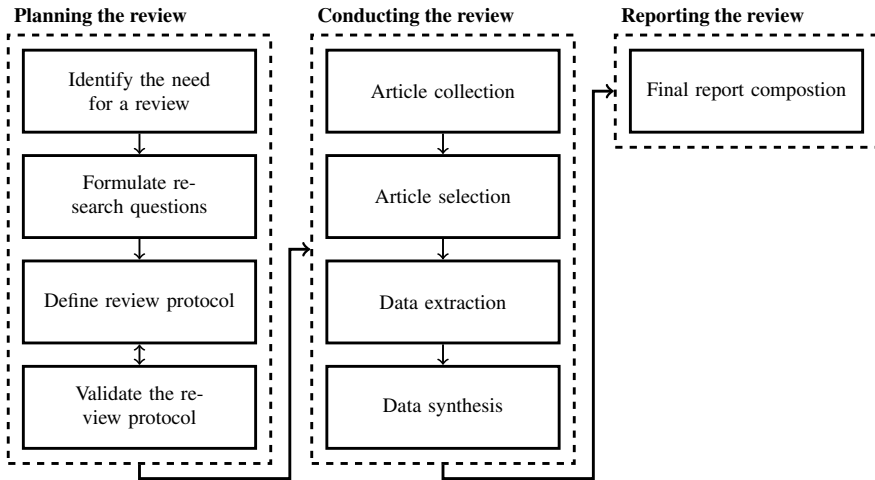 Planning the review
Identify the need
for a review
Formulate re-
search questions
Define review protocol
Validate the re-
view protocol
Conducting the review
Article collection
Article selection
Data extraction
Data synthesis
Reporting the review
Final report compostion